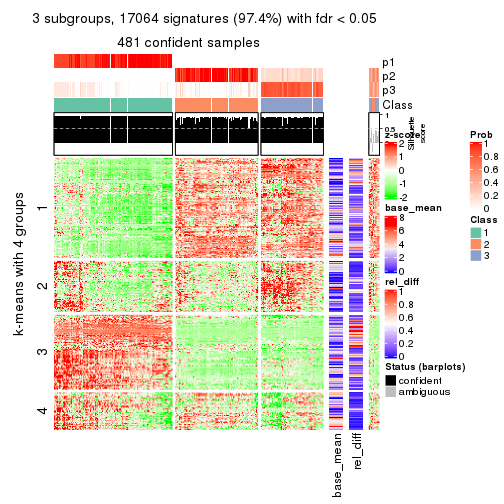 3 subgroups, 17064 signatures (97.4%) with fdr < 0.05
481 confident samples
p1
p2
p3
Class
1
0.5
0
Silhouette
score
k-means with 4 groups
1
2
3
4
base_mean
rel_diff
z-score
2
1
0
-1
-2
base_mean
8
6
4
2
0
rel_diff
1
0.8
0.6
0.4
0.2
0
Status (barplots)
confident
ambiguous
Prob
1
0.8
0.6
0.4
0.2
0
Class
1
2
3